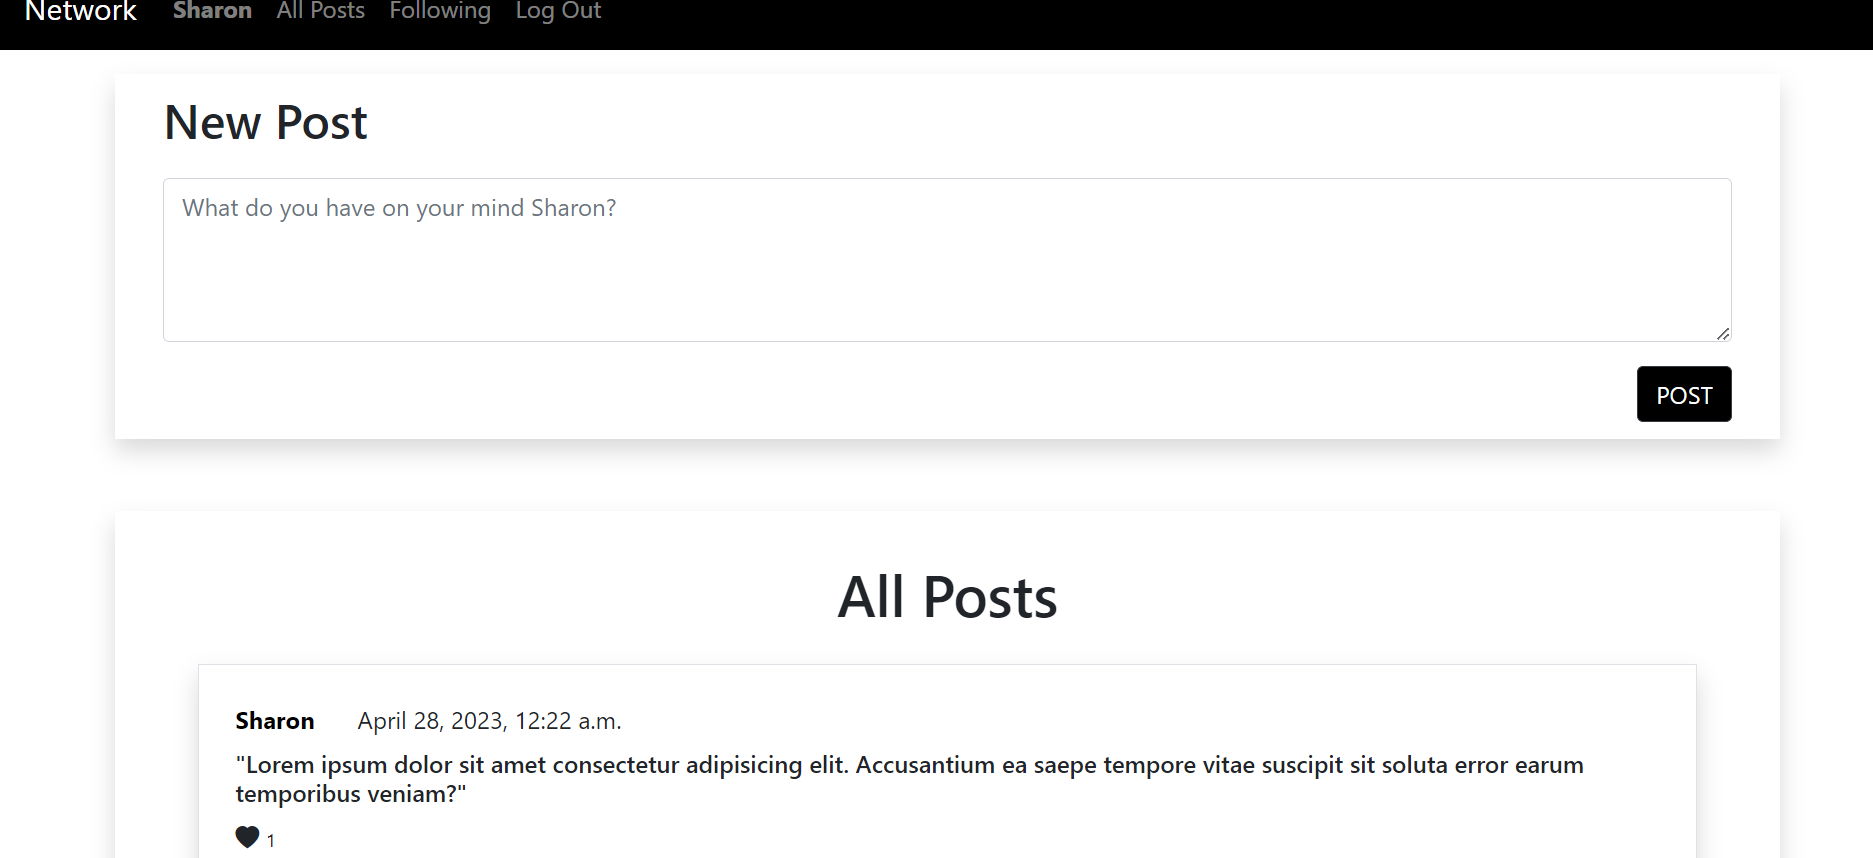 Network Sharon All Posts Following Log Out
New Post
What do you have on your mind Sharon?
POST
All Posts
Sharon April 28, 2023, 12:22 a.m.
"Lorem ipsum dolor sit amet consectetur adipisicing elit. Accusantium ea saepe tempore vitae suscipit sit soluta error earum
temporibus veniam?"
1